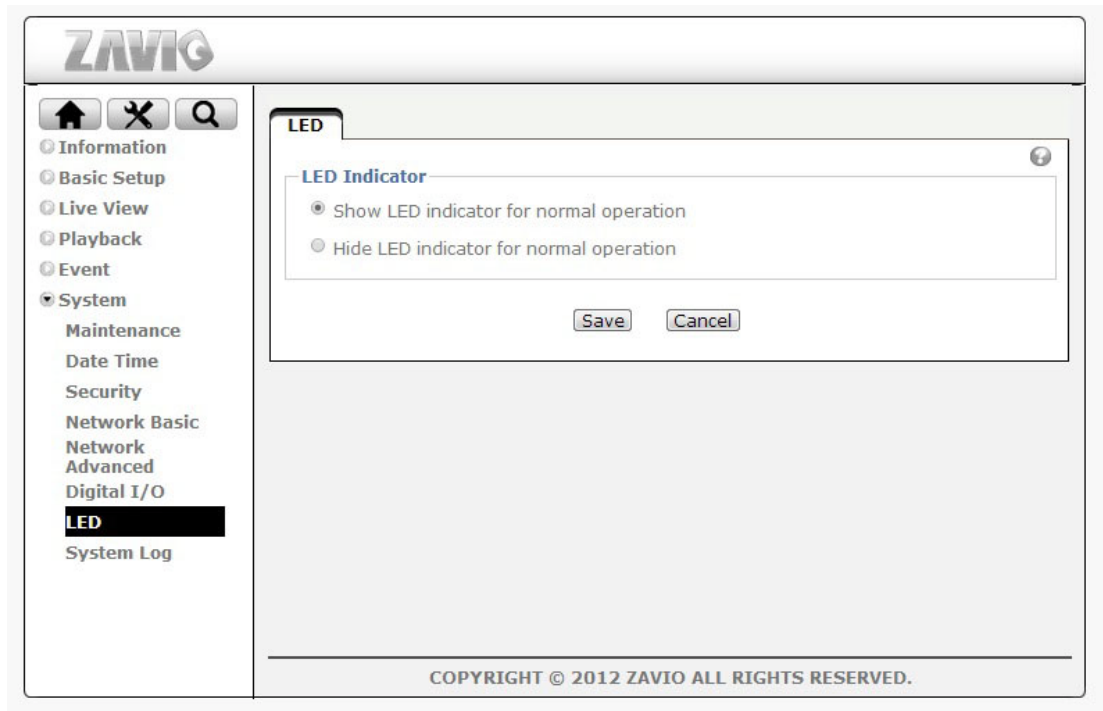 ZAVIO
LED
Information
Basic Setup
Live View
Playback
Event
System
Maintenance
Date Time
Security
Network Basic
Network
Advanced
Digital I/O
LED
System Log
LED Indicator
Show LED indicator for normal operation
Hide LED indicator for normal operation
Save Cancel
COPYRIGHT © 2012 ZAVIO ALL RIGHTS RESERVED.